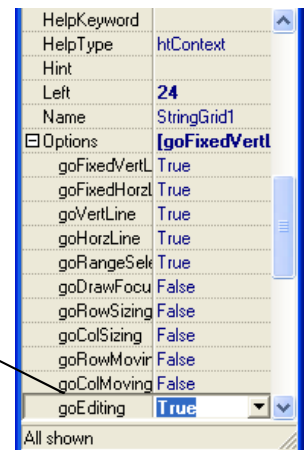 HelpKeyword
HelpType htContext
Hint
Left 24
Name StringGrid1
Options [goFixedVertL
goFixedVertL True
goFixedHorzL True
goVertLine True
goHorzLine True
goRangeSele True
goDrawFocu False
goRowSizing False
goColSizing False
goRowMovin False
goColMoving False
goEditing True
All shown